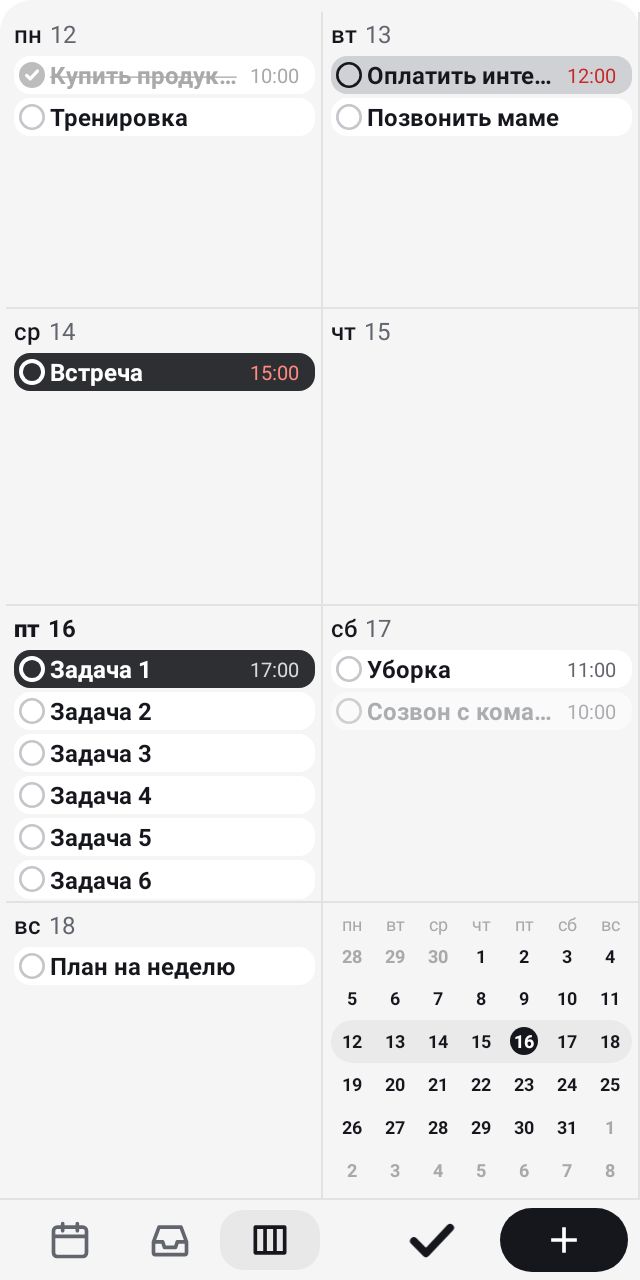 пн 12
Купить продук... 10:00
Тренировка
вт 13
Оплатить инте... 12:00
Позвонить маме
ср 14
Встреча 15:00
чт 15
пт 16
Задача 1 17:00
Задача 2
Задача 3
Задача 4
Задача 5
Задача 6
сб 17
Уборка 11:00
Созвон с кома... 10:00
вс 18
План на неделю
пн вт ср чт пт сб вс
28 29 30 1 2 3 4
5 6 7 8 9 10 11
12 13 14 15 16 17 18
19 20 21 22 23 24 25
26 27 28 29 30 31 1
2 3 4 5 6 7 8